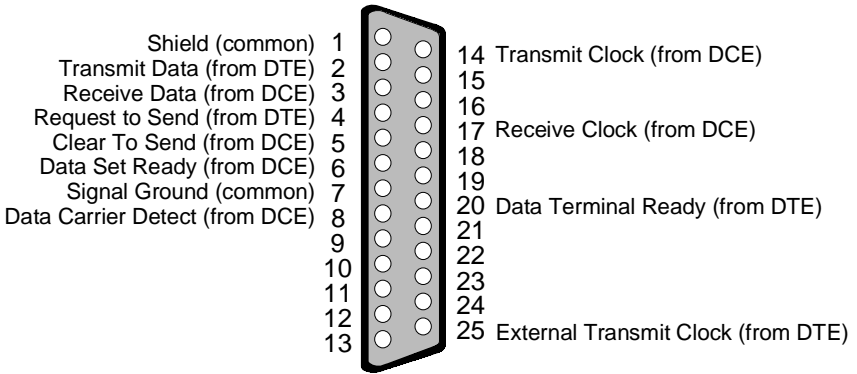 Shield (common) 1
Transmit Data (from DTE) 2
Receive Data (from DCE) 3
Request to Send (from DTE) 4
Clear To Send (from DCE) 5
Data Set Ready (from DCE) 6
Signal Ground (common) 7
Data Carrier Detect (from DCE) 8
9
10
11
12
13
14 Transmit Clock (from DCE)
15
16
17 Receive Clock (from DCE)
18
19
20 Data Terminal Ready (from DTE)
21
22
23
24
25 External Transmit Clock (from DTE)